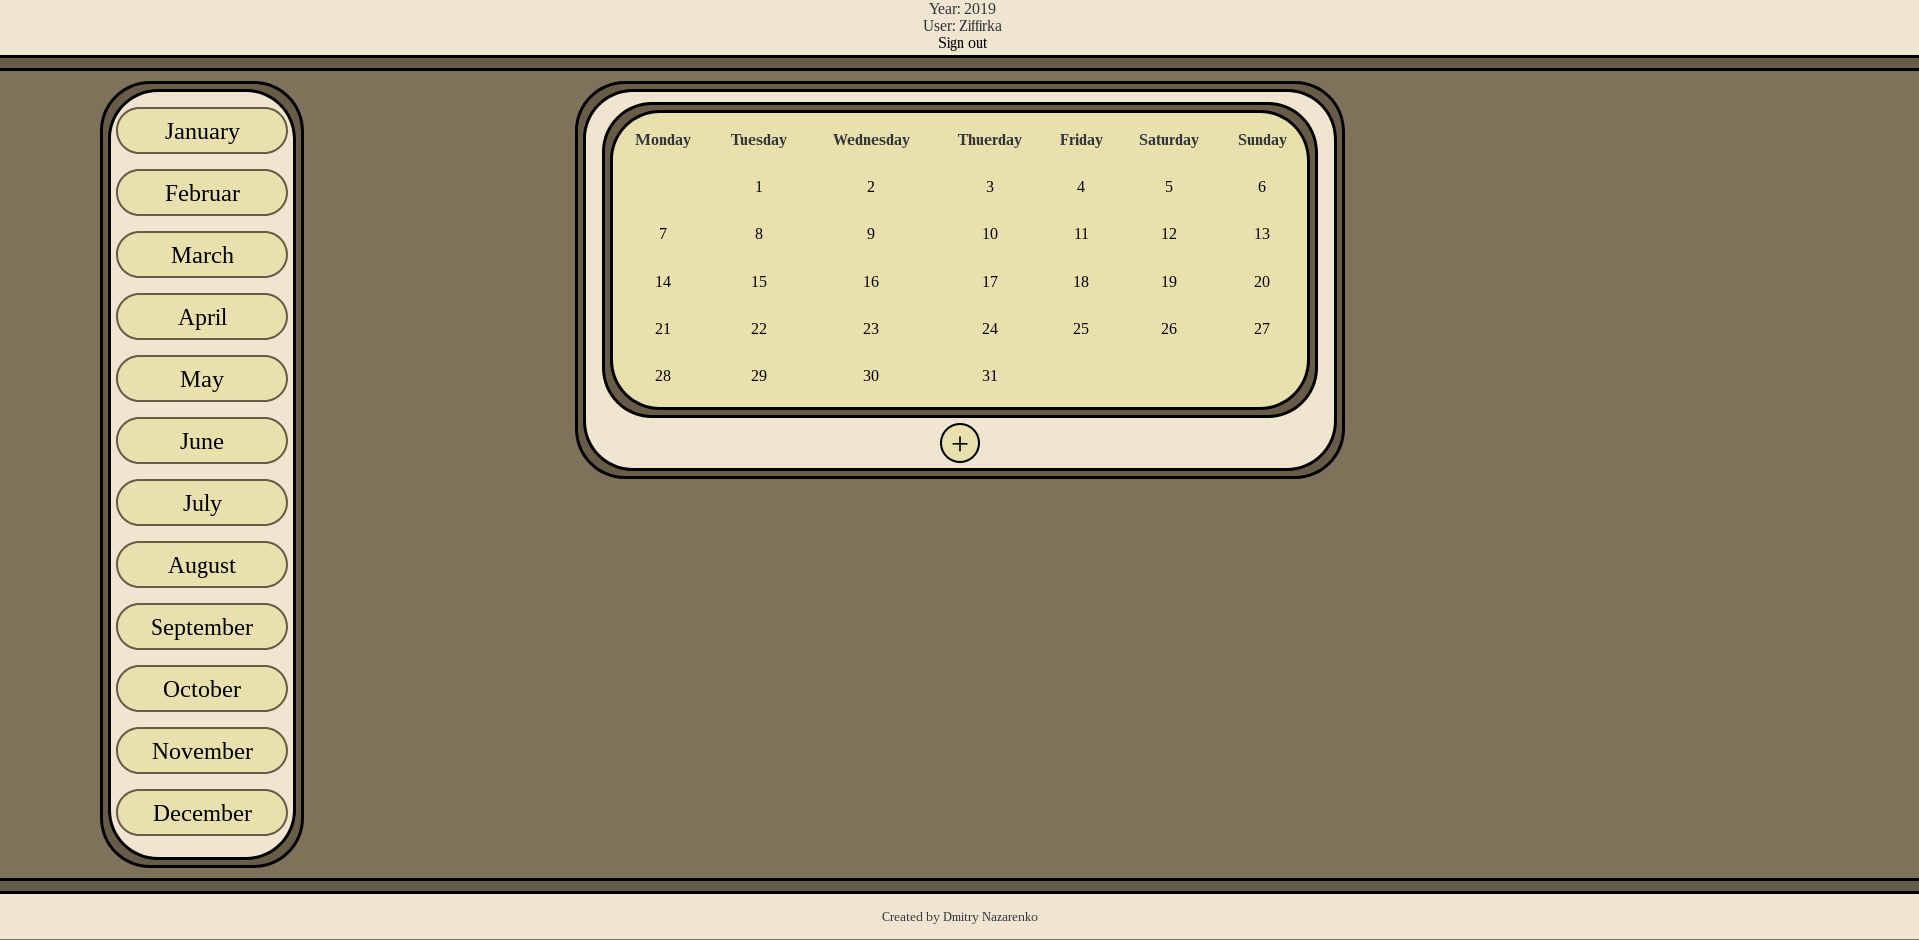 Year: 2019
User: Ziffirka
Sign out
January
Februar
March
April
May
June
July
August
September
October
November
December
Monday Tuesday Wednesday Thuerday Friday Saturday Sunday
1 2 3 4 5 6
7 8 9 10 11 12 13
14 15 16 17 18 19 20
21 22 23 24 25 26 27
28 29 30 31
+
Created by Dmitry Nazarenko